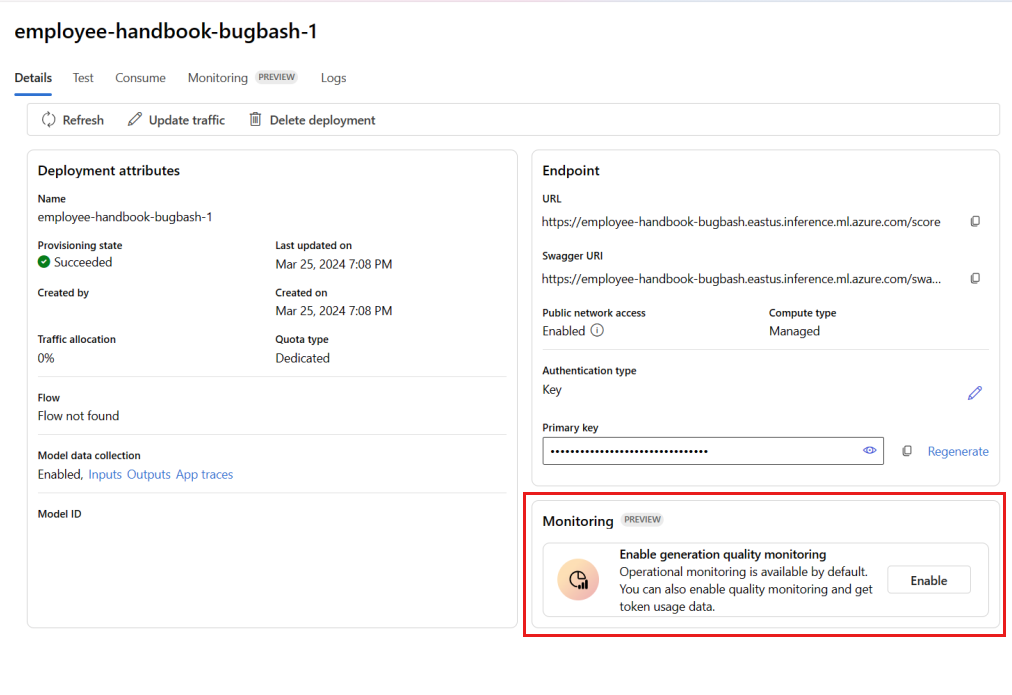 employee-handbook-bugbash-1
Details Test Consume Monitoring PREVIEW Logs
Refresh Update traffic Delete deployment
Deployment attributes
Name
employee-handbook-bugbash-1
Provisioning state Last updated on
Succeeded Mar 25, 2024 7:08 PM
Created by Created on
Mar 25, 2024 7:08 PM
Traffic allocation Quota type
0% Dedicated
Flow
Flow not found
Model data collection
Enabled, Inputs Outputs App traces
Model ID
Endpoint
URL
https://employee-handbook-bugbash.eastus.inference.ml.azure.com/score
Swagger URI
https://employee-handbook-bugbash.eastus.inference.ml.azure.com/swa...
Public network access Compute type
Enabled Managed
Authentication type
Key
Primary key
•••••••••••••••••••••••••••••••• Regenerate
Monitoring PREVIEW
Enable generation quality monitoring
Operational monitoring is available by default.
You can also enable quality monitoring and get
token usage data.
Enable